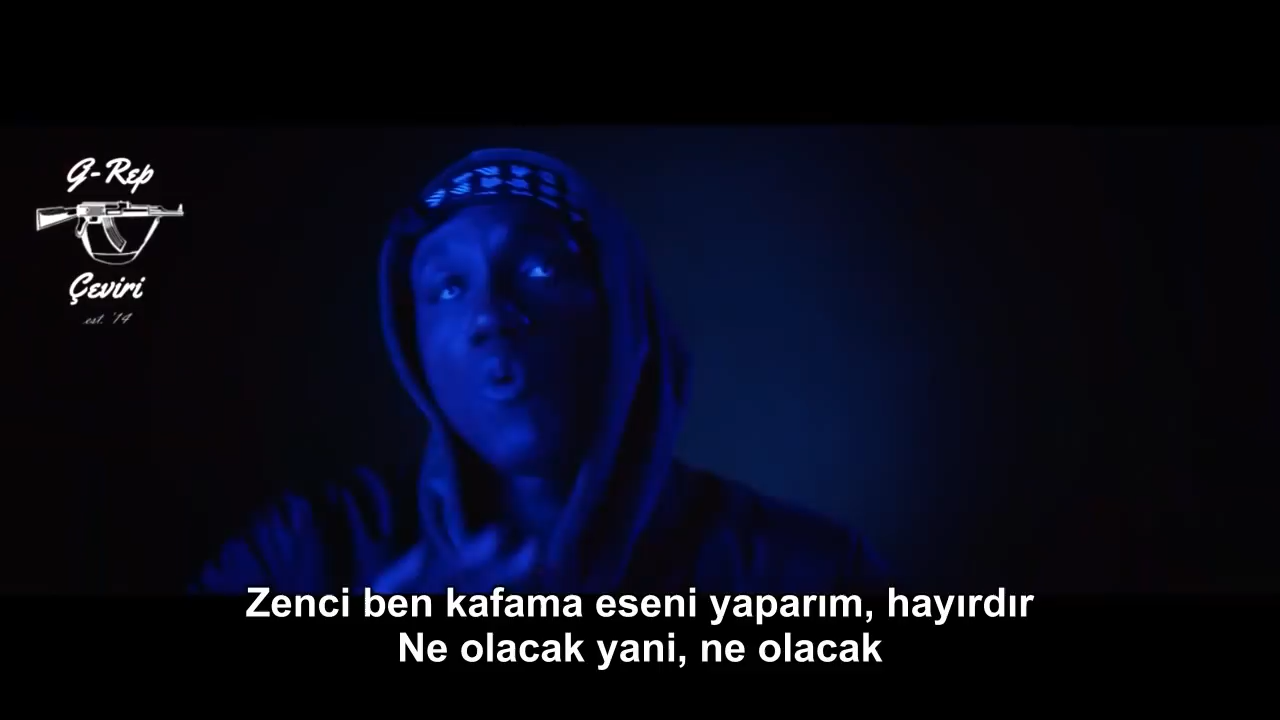 G-Rep
Çeviri
est. '14
Zenci ben kafama eseni yaparım, hayırdır
Ne olacak yani, ne olacak